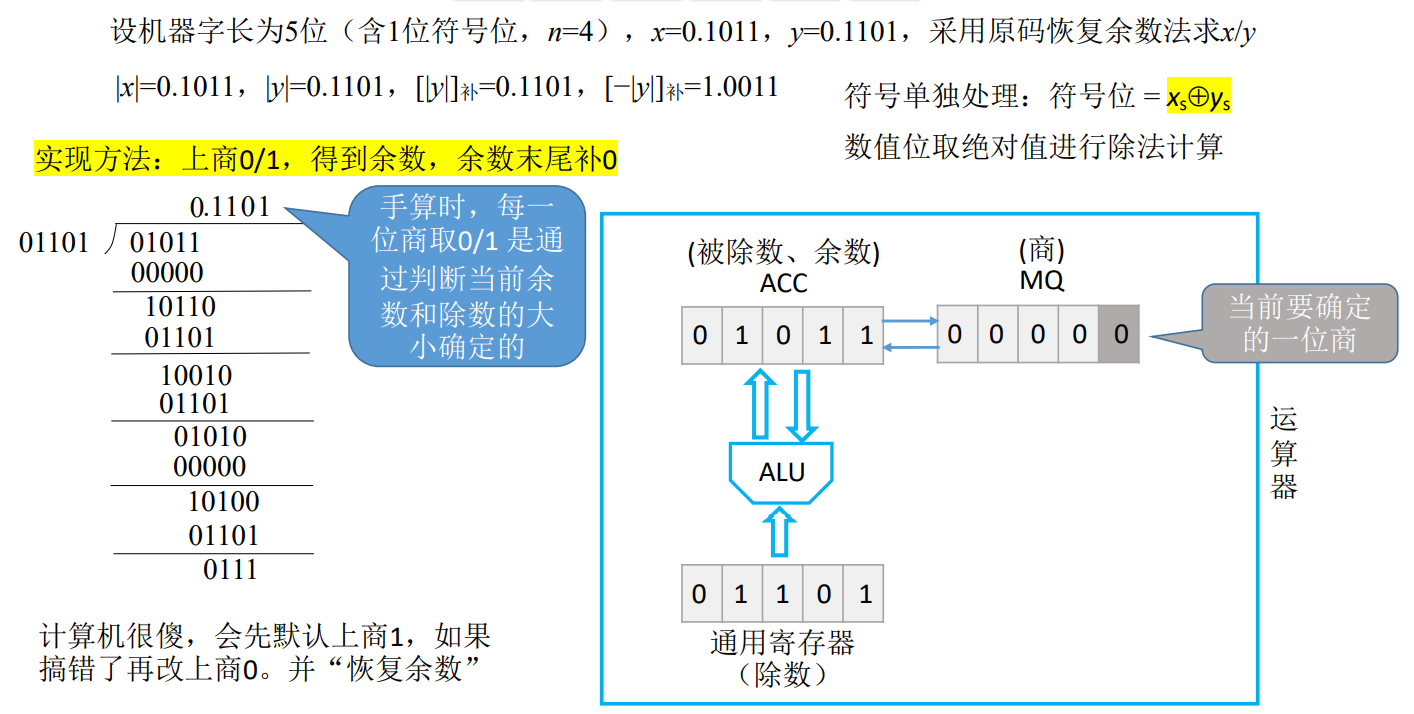 设机器字长为5位（含1位符号位，n=4），x=0.1011，y=0.1101，采用原码恢复余数法求x/y
|x|=0.1011，|y|=0.1101，[|y|]补=0.1101，[−|y|]补=1.0011
符号单独处理：符号位 = xs⊕ys
数值位取绝对值进行除法计算
实现方法：上商0/1，得到余数，余数末尾补0
0.1101
01101
01011
00000
10110
01101
10010
01101
01010
00000
10100
01101
0111
手算时，每一
位商取0/1 是通
过判断当前余
数和除数的大
小确定的
计算机很傻，会先默认上商1，如果
搞错了再改上商0。并“恢复余数”
(被除数、余数)
ACC
0 1 0 1 1
(商)
MQ
0 0 0 0 0
当前要确定
的一位商
ALU
0 1 1 0 1
通用寄存器
（除数）
运
算
器